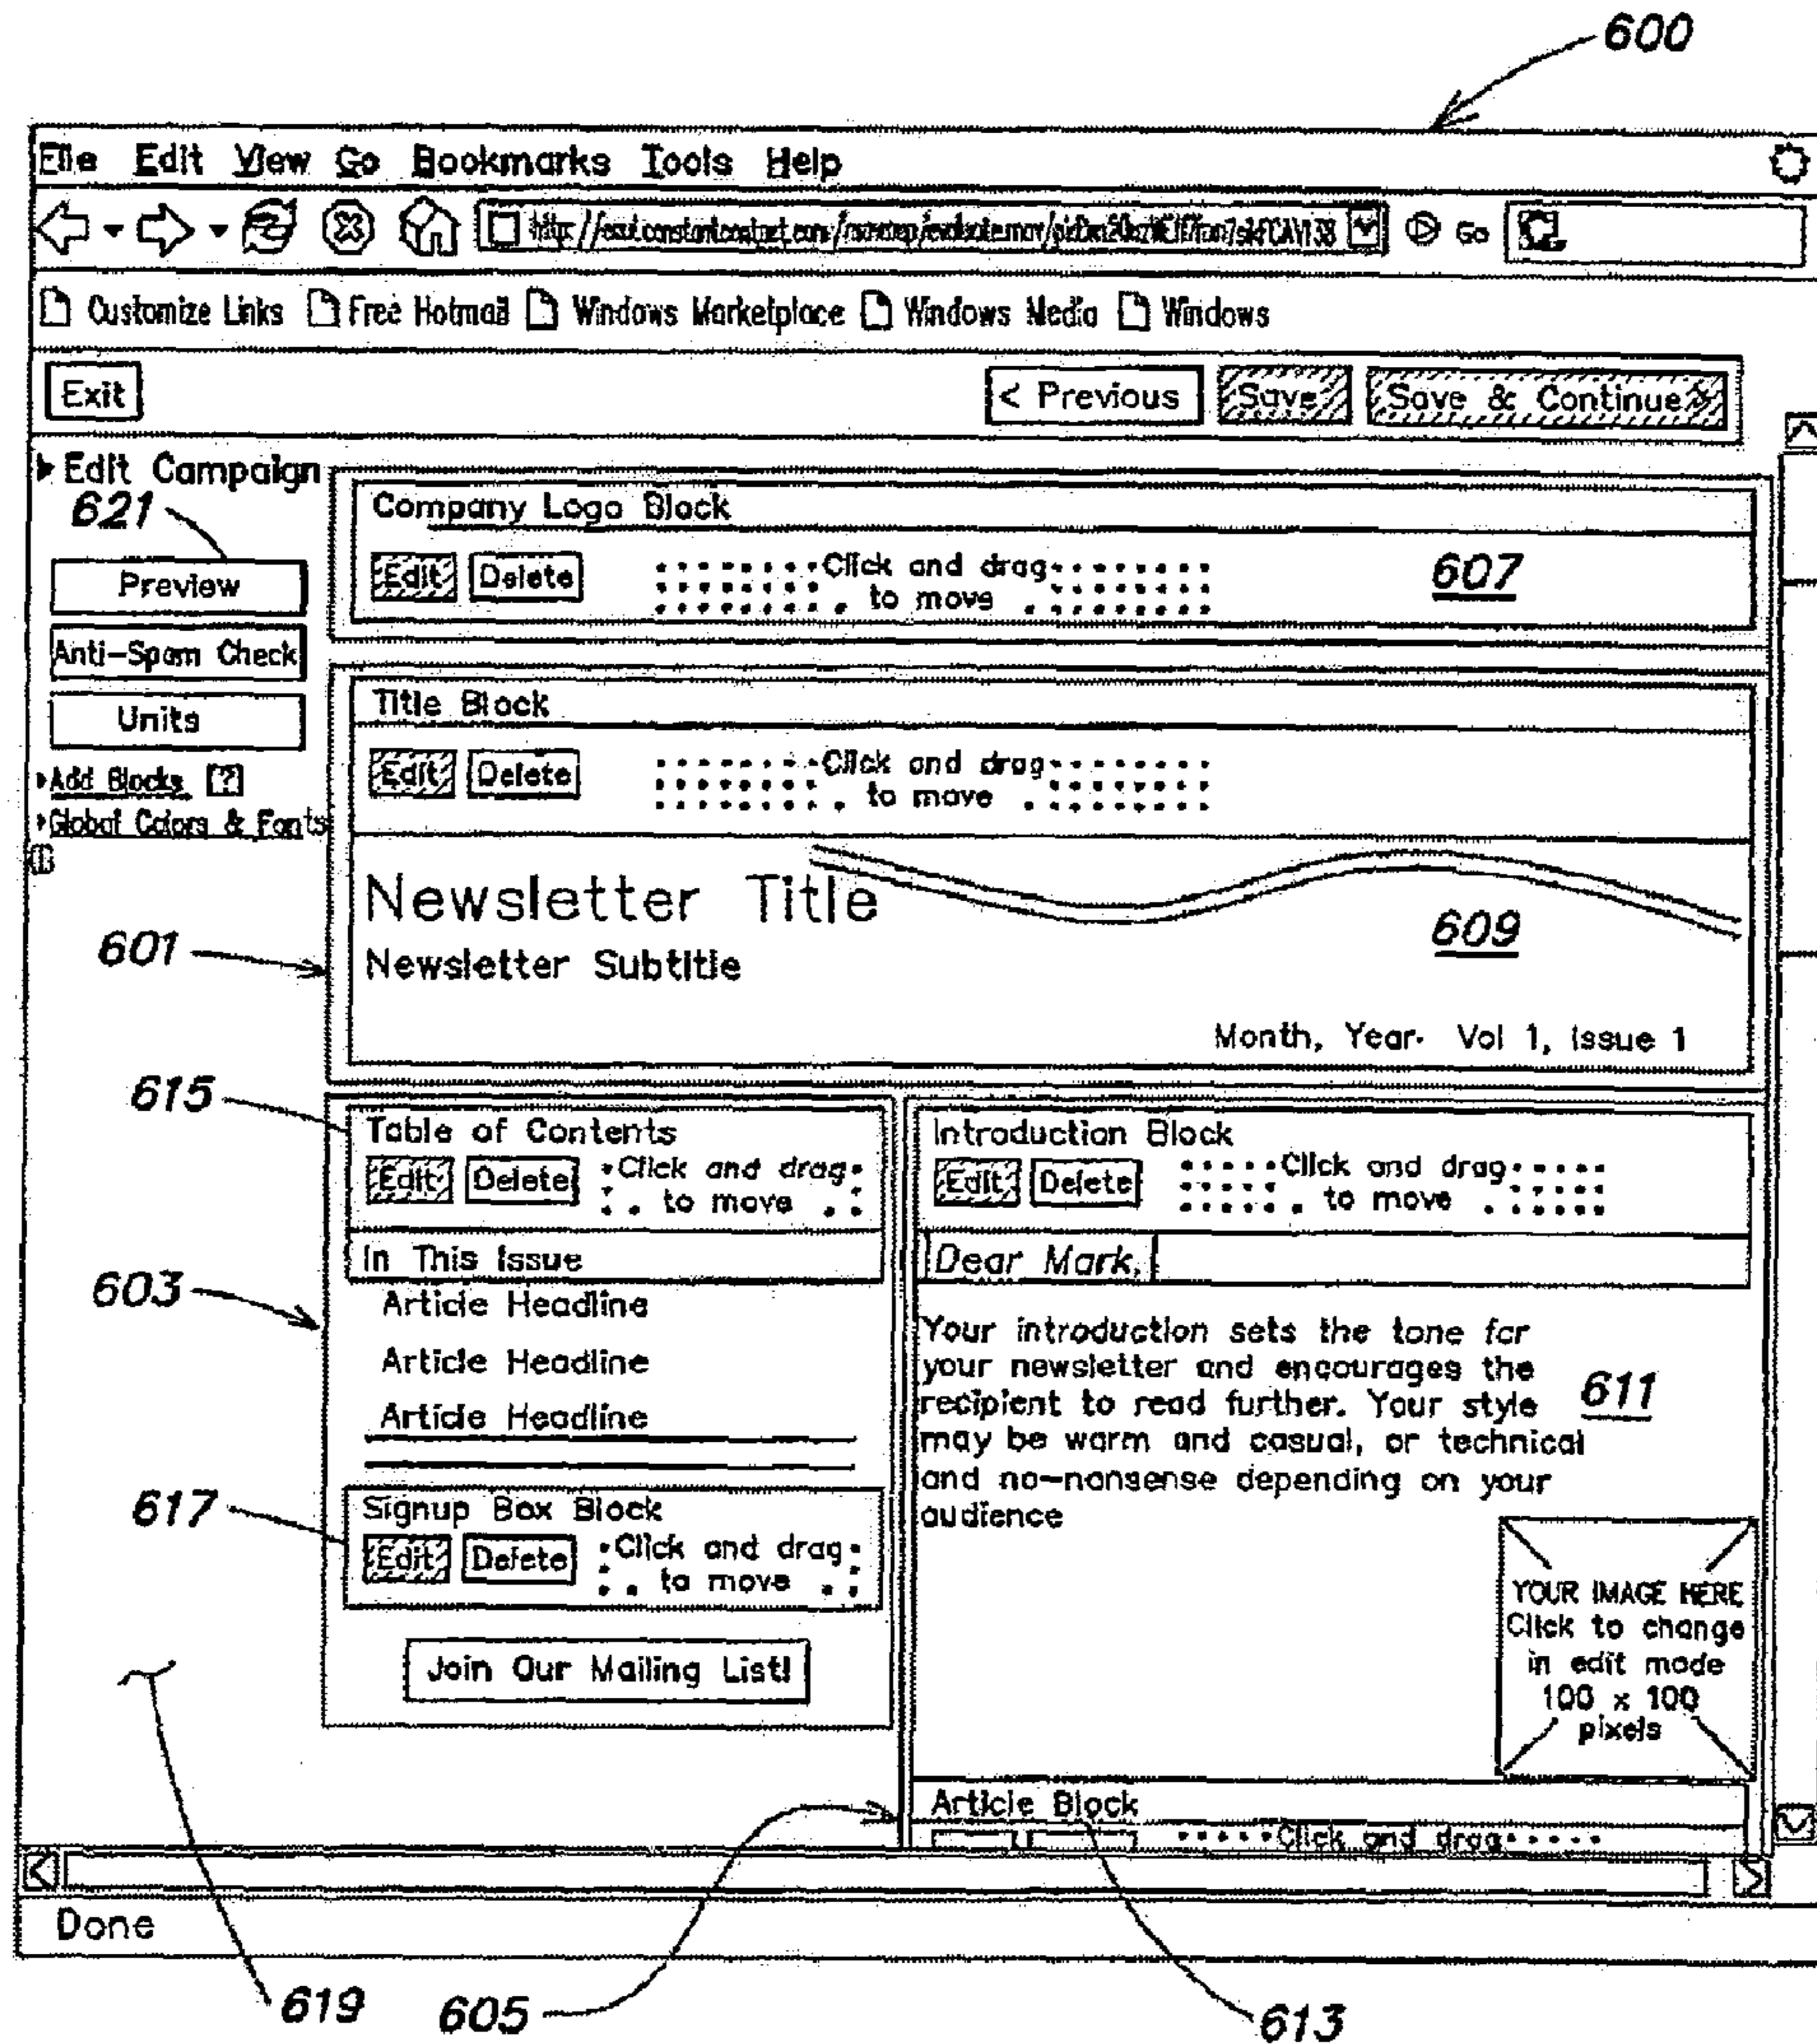 600
File Edit View Go Bookmarks Tools Help
Go
Customize Links Free Hotmail Windows Marketplace Windows Media Windows
Exit < Previous Save Save & Continue >
Edit Campaign
621
Preview
Anti-Spam Check
Units
Add Blocks [?]
Global Colors & Fonts
Company Logo Block
Edit Delete Click and drag
to move
607
Title Block
Edit Delete Click and drag
to move
Newsletter Title
601
609
Newsletter Subtitle
Month, Year. Vol 1, Issue 1
615
Table of Contents
Edit Delete Click and drag
to move
In This Issue
603
Article Headline
Article Headline
Article Headline
617
Signup Box Block
Edit Delete Click and drag
to move
Join Our Mailing List!
Introduction Block
Edit Delete Click and drag
to move
Dear Mark,
Your introduction sets the tone for
your newsletter and encourages the
recipient to read further. Your style
may be warm and casual, or technical
and no-nonsense depending on your
audience
611
YOUR IMAGE HERE
Click to change
in edit mode
100 x 100
pixels
Article Block
Click and drag
Done
619
605
613